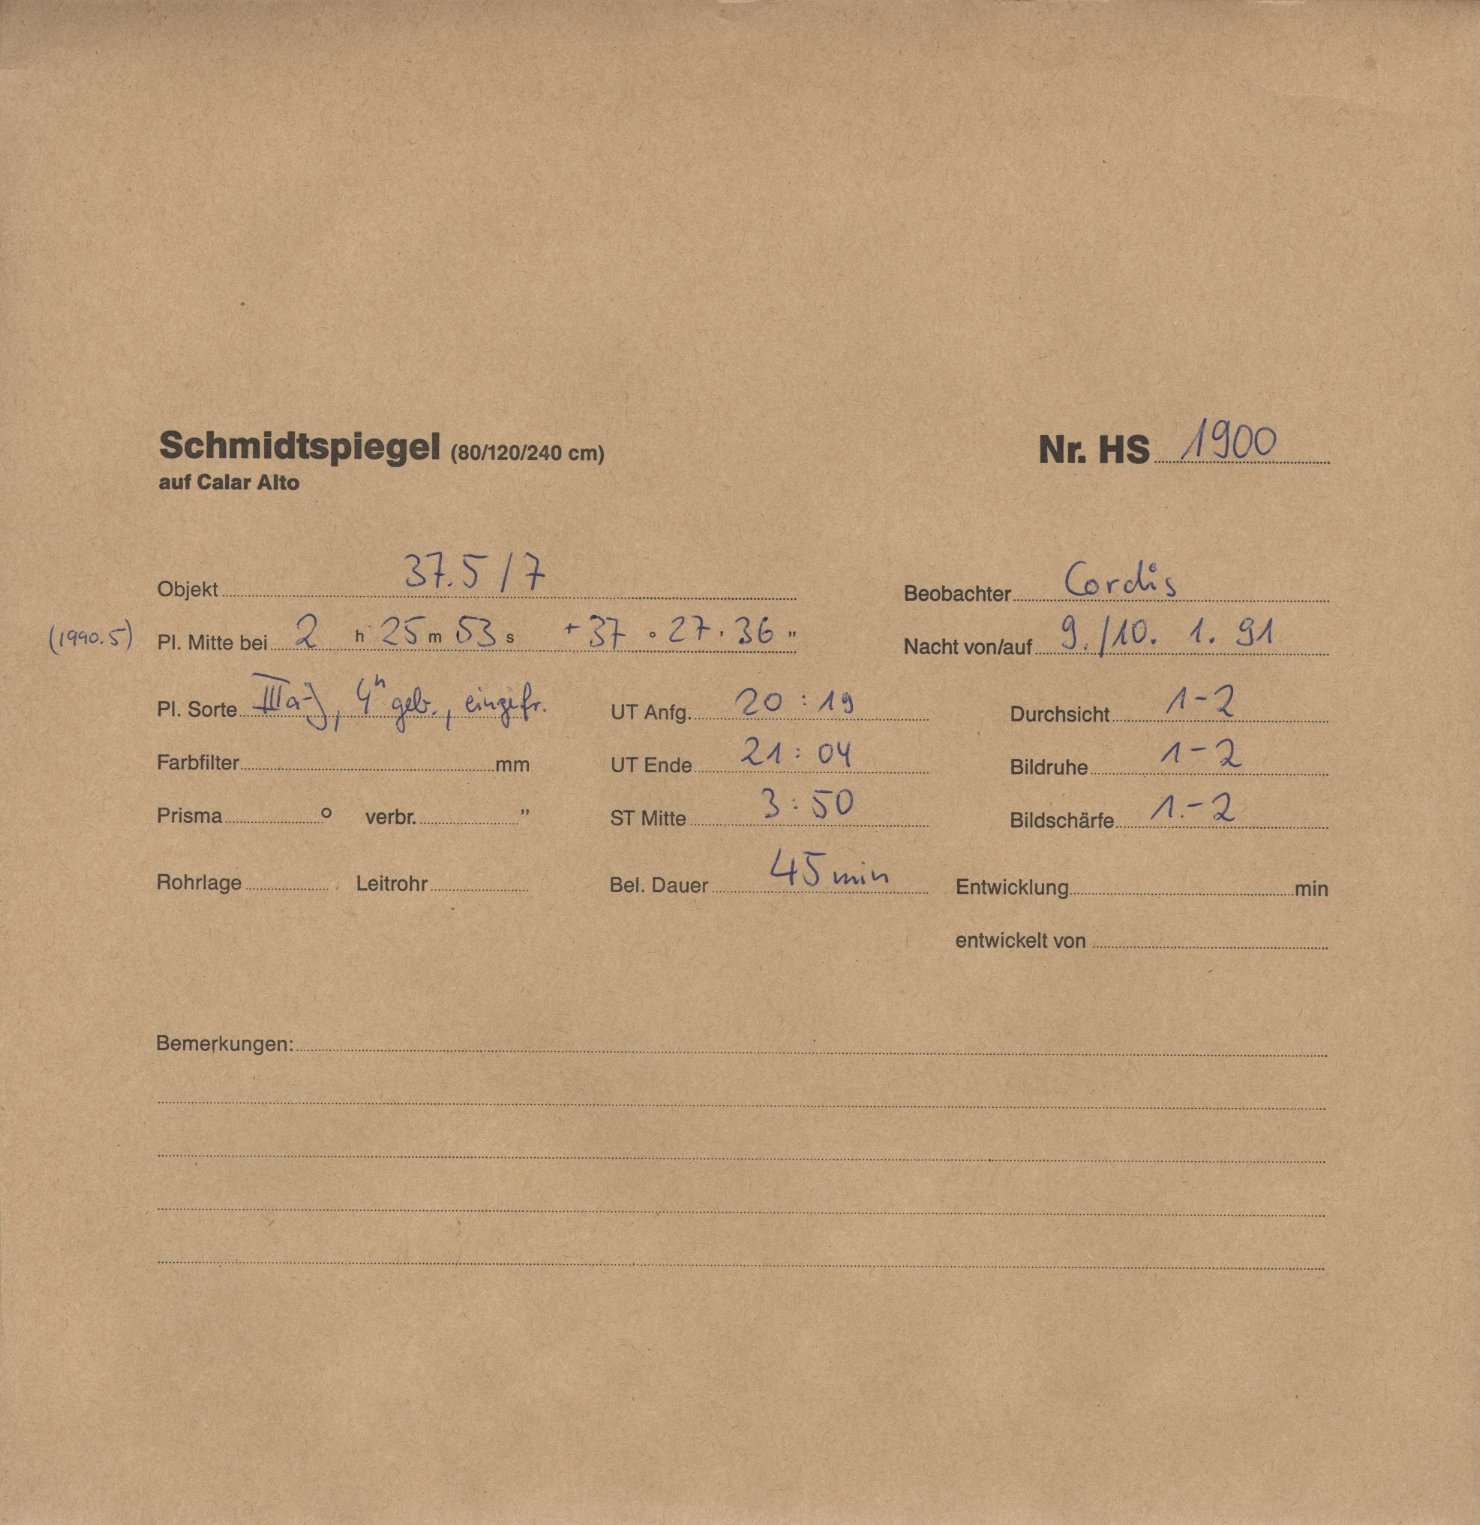 Schmidtspiegel (80/120/240 cm)
auf Calar Alto
Nr. HS 1900
Objekt 37.5/7
Beobachter Cordis
(1990.5) Pl. Mitte bei 2 h 25 m 53 s +37 ° 27 . 36 "
Nacht von/auf 9./10. 1. 91
Pl. Sorte IIIa-J, 4h geb., eingefr.
UT Anfg. 20:19
Durchsicht 1-2
Farbfilter mm
UT Ende 21:04
Bildruhe 1-2
Prisma ° verbr. "
ST Mitte 3:50
Bildschärfe 1.-2
Rohrlage Leitrohr
Bel. Dauer 45 min
Entwicklung min
entwickelt von
Bemerkungen: